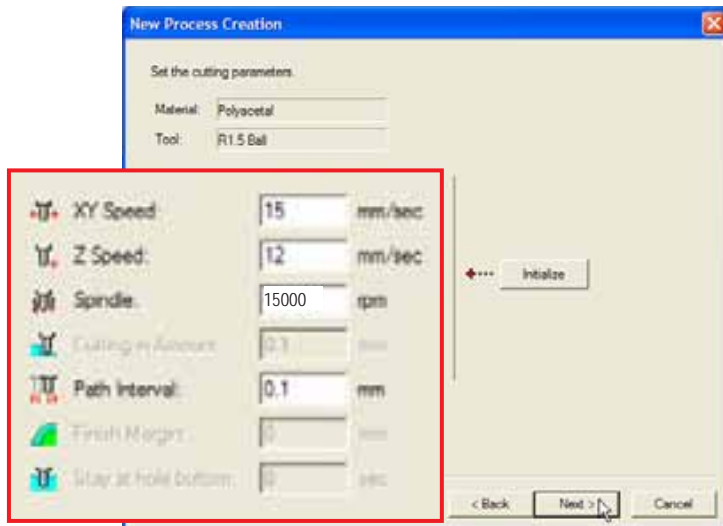 New Process Creation
Set the cutting parameters.
Material: Polyacetal
Tool: R1.5 Ball
XY Speed: 15 mm/sec
Z Speed: 12 mm/sec
Spindle: 15000 rpm
Cutting in Amount: 0.1 mm
Path Interval: 0.1 mm
Finish Margin: 0 mm
Stay at hole bottom: 0 sec
Initialize
< Back Next > Cancel